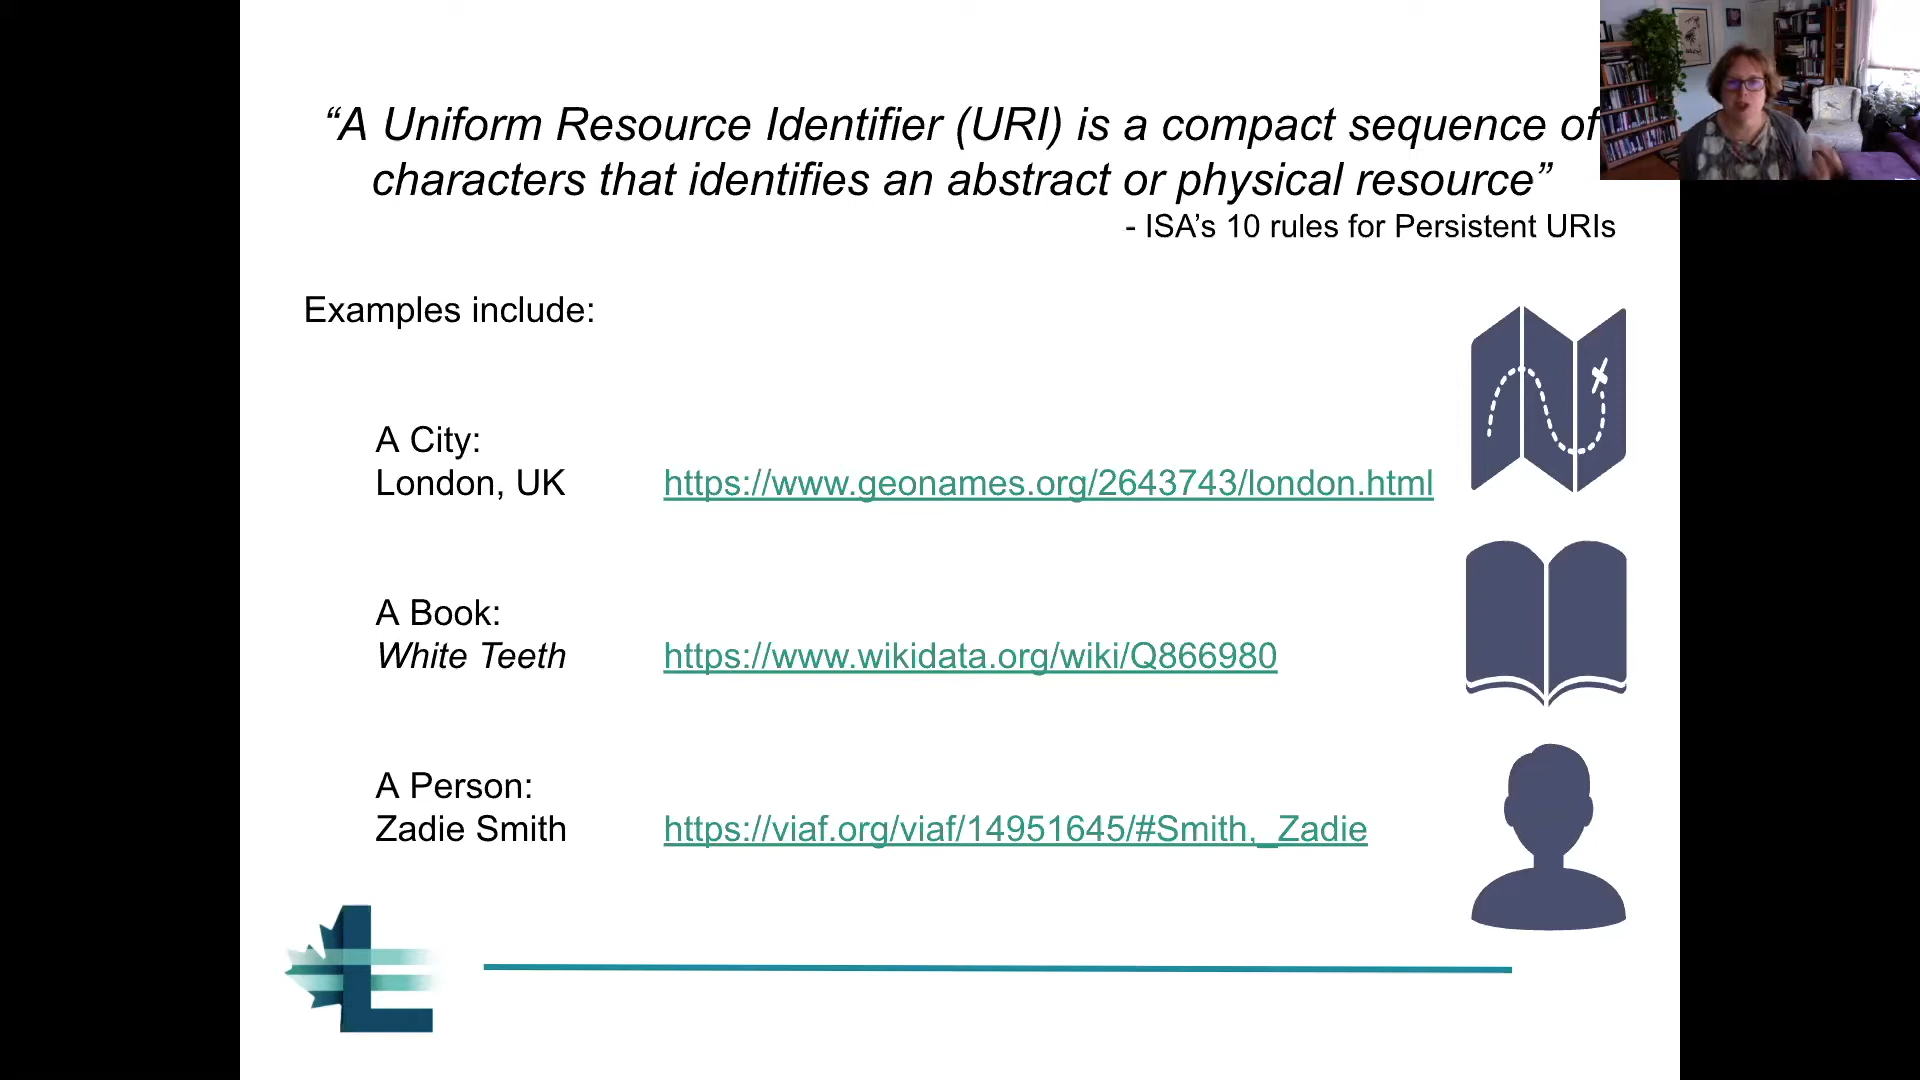 “A Uniform Resource Identifier (URI) is a compact sequence of
characters that identifies an abstract or physical resource”
- ISA’s 10 rules for Persistent URIs
Examples include:
A City:
London, UK https://www.geonames.org/2643743/london.html
A Book:
White Teeth https://www.wikidata.org/wiki/Q866980
A Person:
Zadie Smith https://viaf.org/viaf/14951645/#Smith,_Zadie